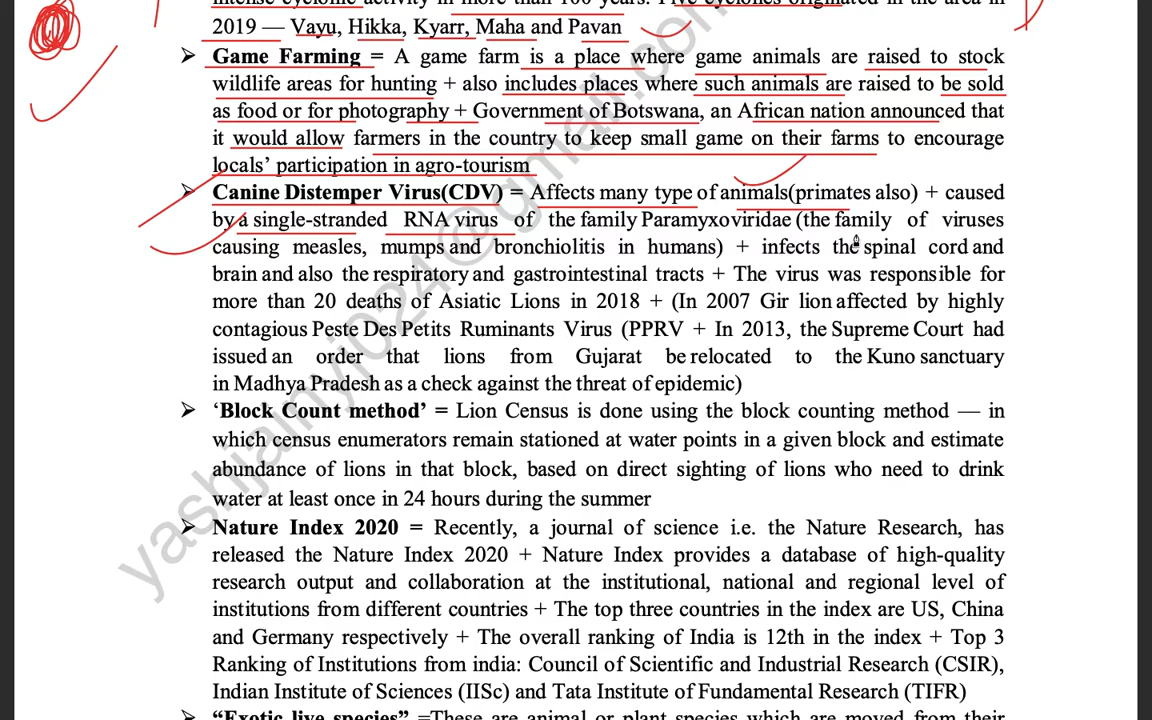 intense cyclonic activity in more than 100 years. Five cyclones originated in the area in
2019 — Vayu, Hikka, Kyarr, Maha and Pavan
➢ Game Farming = A game farm is a place where game animals are raised to stock
wildlife areas for hunting + also includes places where such animals are raised to be sold
as food or for photography + Government of Botswana, an African nation announced that
it would allow farmers in the country to keep small game on their farms to encourage
locals’ participation in agro-tourism
➢ Canine Distemper Virus(CDV) = Affects many type of animals(primates also) + caused
by a single-stranded RNA virus of the family Paramyxoviridae (the family of viruses
causing measles, mumps and bronchiolitis in humans) + infects the spinal cord and
brain and also the respiratory and gastrointestinal tracts + The virus was responsible for
more than 20 deaths of Asiatic Lions in 2018 + (In 2007 Gir lion affected by highly
contagious Peste Des Petits Ruminants Virus (PPRV + In 2013, the Supreme Court had
issued an order that lions from Gujarat be relocated to the Kuno sanctuary
in Madhya Pradesh as a check against the threat of epidemic)
➢ ‘Block Count method’ = Lion Census is done using the block counting method — in
which census enumerators remain stationed at water points in a given block and estimate
abundance of lions in that block, based on direct sighting of lions who need to drink
water at least once in 24 hours during the summer
➢ Nature Index 2020 = Recently, a journal of science i.e. the Nature Research, has
released the Nature Index 2020 + Nature Index provides a database of high-quality
research output and collaboration at the institutional, national and regional level of
institutions from different countries + The top three countries in the index are US, China
and Germany respectively + The overall ranking of India is 12th in the index + Top 3
Ranking of Institutions from india: Council of Scientific and Industrial Research (CSIR),
Indian Institute of Sciences (IISc) and Tata Institute of Fundamental Research (TIFR)
➢ “Exotic live species” =These are animal or plant species which are moved from their